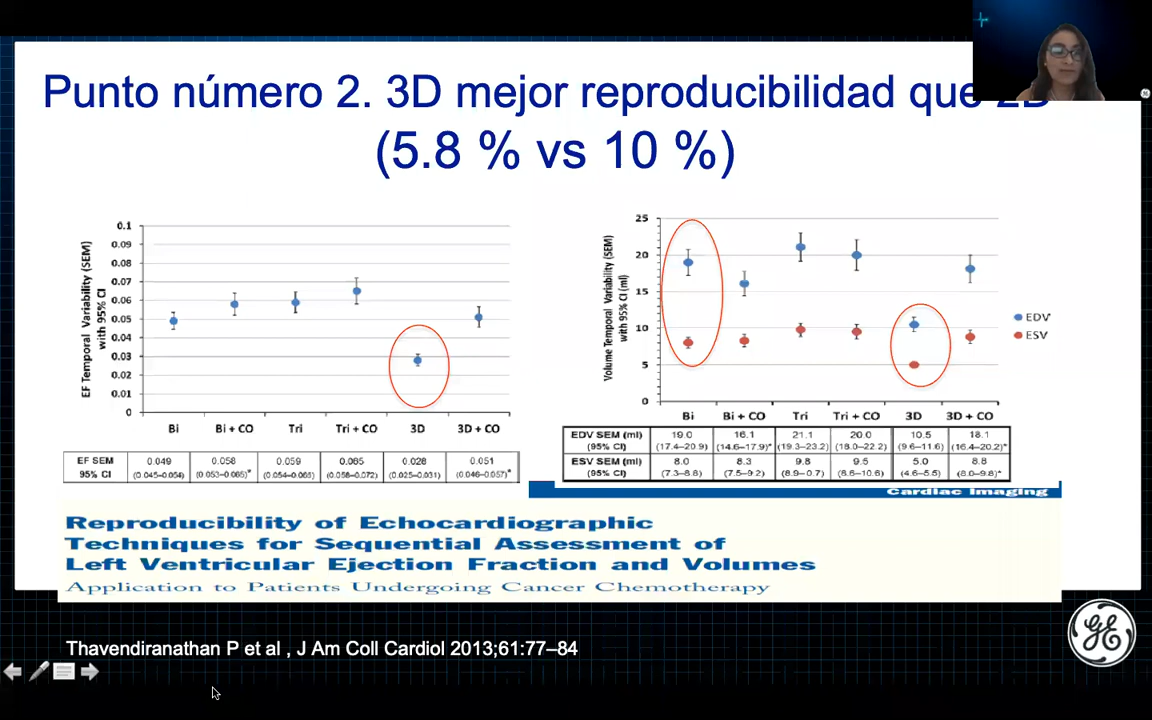 Punto número 2. 3D mejor reproducibilidad que 2D
(5.8 % vs 10 %)
EF Temporal Variability (SEM)
with 95% CI
0.1
0.09
0.08
0.07
0.06
0.05
0.04
0.03
0.02
0.01
0
Bi Bi + CO Tri Tri + CO 3D 3D + CO
EF SEM 0.049 0.058 0.059 0.065 0.028 0.051
95% CI (0.045–0.054) (0.053–0.065)* (0.054–0.066) (0.058–0.072) (0.025–0.031) (0.046–0.057)*
Volume Temporal Variability (SEM)
with 95% CI (ml)
25
20
15
10
5
0
EDV
ESV
Bi Bi + CO Tri Tri + CO 3D 3D + CO
EDV SEM (ml) 19.0 16.1 21.1 20.0 10.5 18.1
(95% CI) (17.4–20.9) (14.6–17.9)* (19.3–23.2) (18.0–22.2) (9.6–11.6) (16.4–20.2)*
ESV SEM (ml) 8.0 8.3 9.8 9.5 5.0 8.8
(95% CI) (7.3–8.8) (7.5–9.2) (8.9–0.7) (8.6–10.6) (4.6–5.5) (8.0–9.8)*
Cardiac Imaging
Reproducibility of Echocardiographic
Techniques for Sequential Assessment of
Left Ventricular Ejection Fraction and Volumes
Application to Patients Undergoing Cancer Chemotherapy
Thavendiranathan P et al , J Am Coll Cardiol 2013;61:77–84
GE